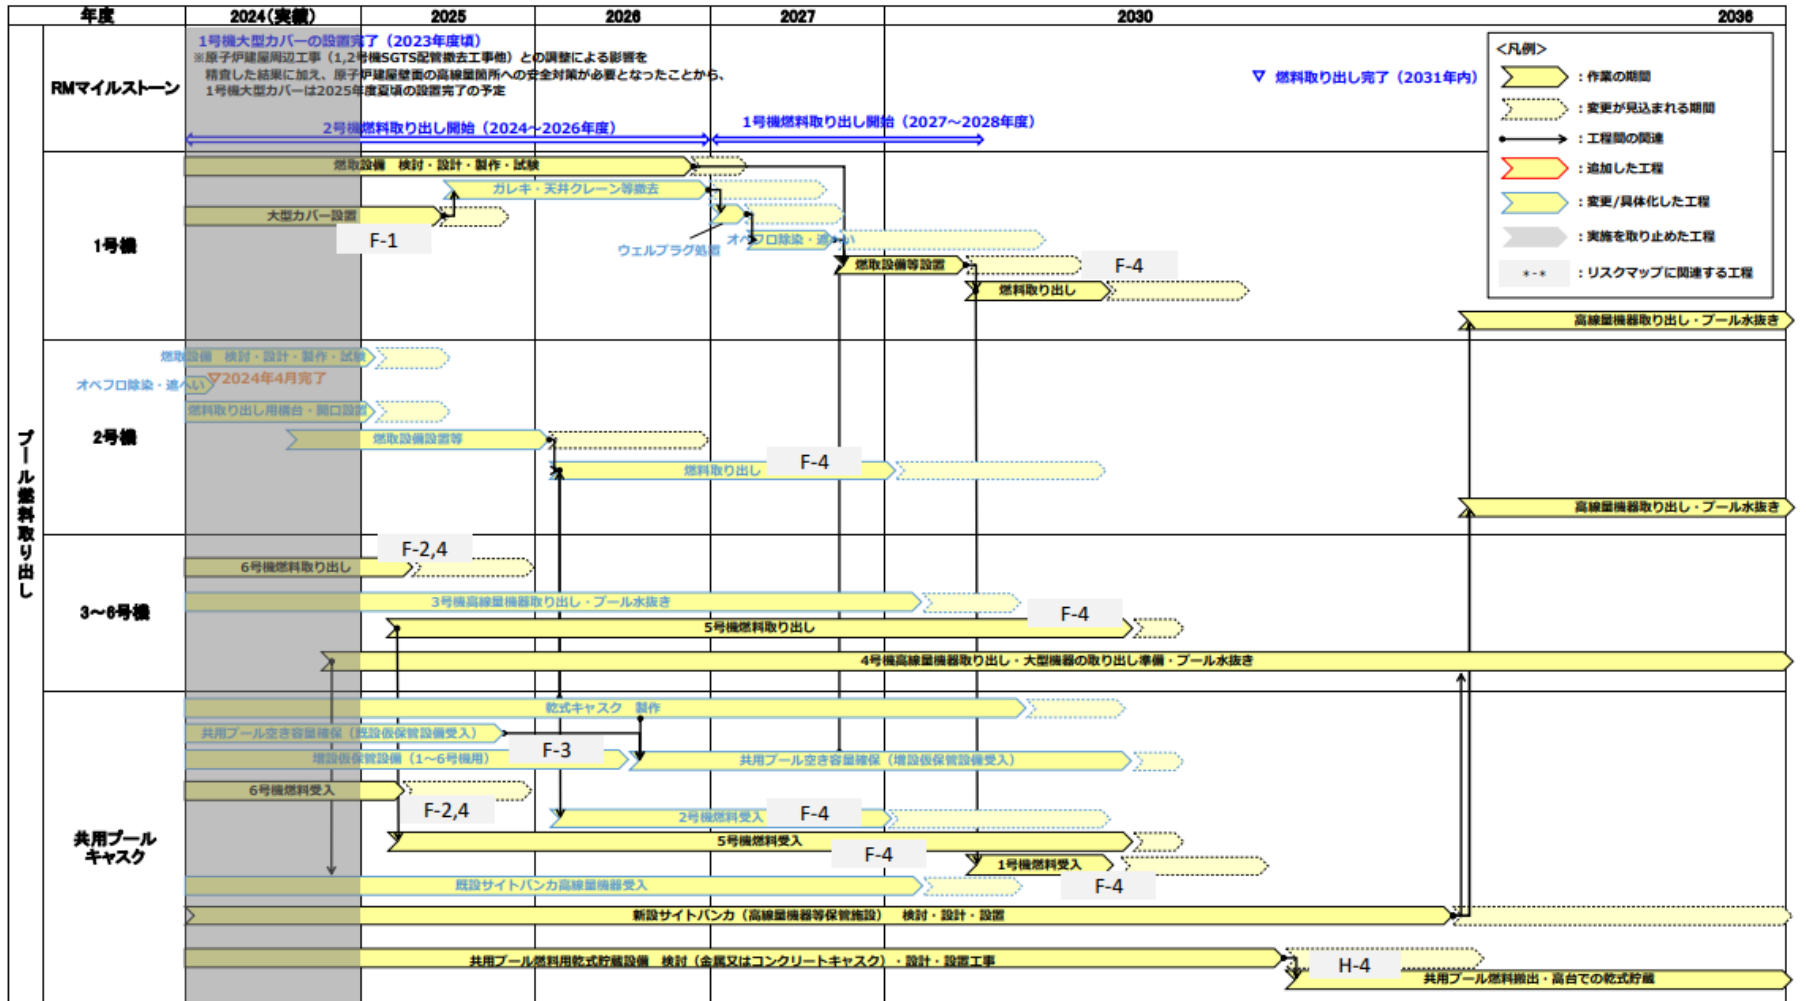 年度 2024(実績) 2025 2026 2027 2030 2036
プール燃料取り出し
RMマイルストーン
1号機大型カバーの設置完了（2023年度頃）
※原子炉建屋周辺工事（1,2号機SGTS配管撤去工事他）との調整による影響を
精査した結果に加え、原子炉建屋壁面の高線量箇所への安全対策が必要となったことから、
1号機大型カバーは2025年度夏頃の設置完了の予定
▽ 燃料取り出し完了（2031年内）
2号機燃料取り出し開始（2024～2026年度）
1号機燃料取り出し開始（2027～2028年度）
<凡例>
：作業の期間
：変更が見込まれる期間
：工程間の関連
：追加した工程
：変更/具体化した工程
：実施を取り止めた工程
*-* ：リスクマップに関連する工程
1号機
燃取設備　検討・設計・製作・試験
ガレキ・天井クレーン等撤去
大型カバー設置
F-1
ウェルプラグ処置
オペフロ除染・遮へい
燃取設備等設置
F-4
燃料取り出し
高線量機器取り出し・プール水抜き
2号機
燃取設備　検討・設計・製作・試験
オペフロ除染・遮へい
▽2024年4月完了
燃料取り出し用構台・開口設置
燃取設備設置等
燃料取り出し
F-4
高線量機器取り出し・プール水抜き
3～6号機
F-2,4
6号機燃料取り出し
3号機高線量機器取り出し・プール水抜き
F-4
5号機燃料取り出し
4号機高線量機器取り出し・大型機器の取り出し準備・プール水抜き
共用プール
キャスク
乾式キャスク　製作
共用プール空き容量確保（既設仮保管設備受入）
F-3
増設仮保管設備（1～6号機用）
共用プール空き容量確保（増設仮保管設備受入）
6号機燃料受入
F-2,4
2号機燃料受入
F-4
5号機燃料受入
F-4
1号機燃料受入
F-4
既設サイトバンカ高線量機器受入
新設サイトバンカ（高線量機器等保管施設）　検討・設計・設置
共用プール燃料用乾式貯蔵設備　検討（金属又はコンクリートキャスク）・設計・設置工事
H-4
共用プール燃料搬出・高台での乾式貯蔵